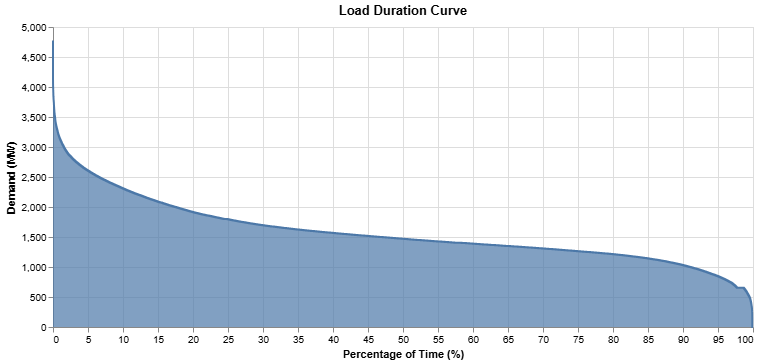 Load Duration Curve
5,000
4,500
4,000
3,500
3,000
2,500
2,000
1,500
1,000
500
0
Demand (MW)
0 5 10 15 20 25 30 35 40 45 50 55 60 65 70 75 80 85 90 95 100
Percentage of Time (%)